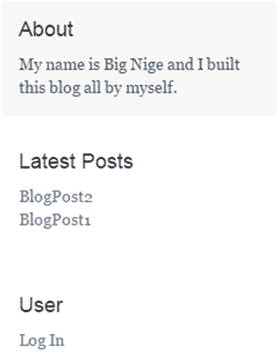 About
My name is Big Nige and I built
this blog all by myself.
Latest Posts
BlogPost2
BlogPost1
User
Log In